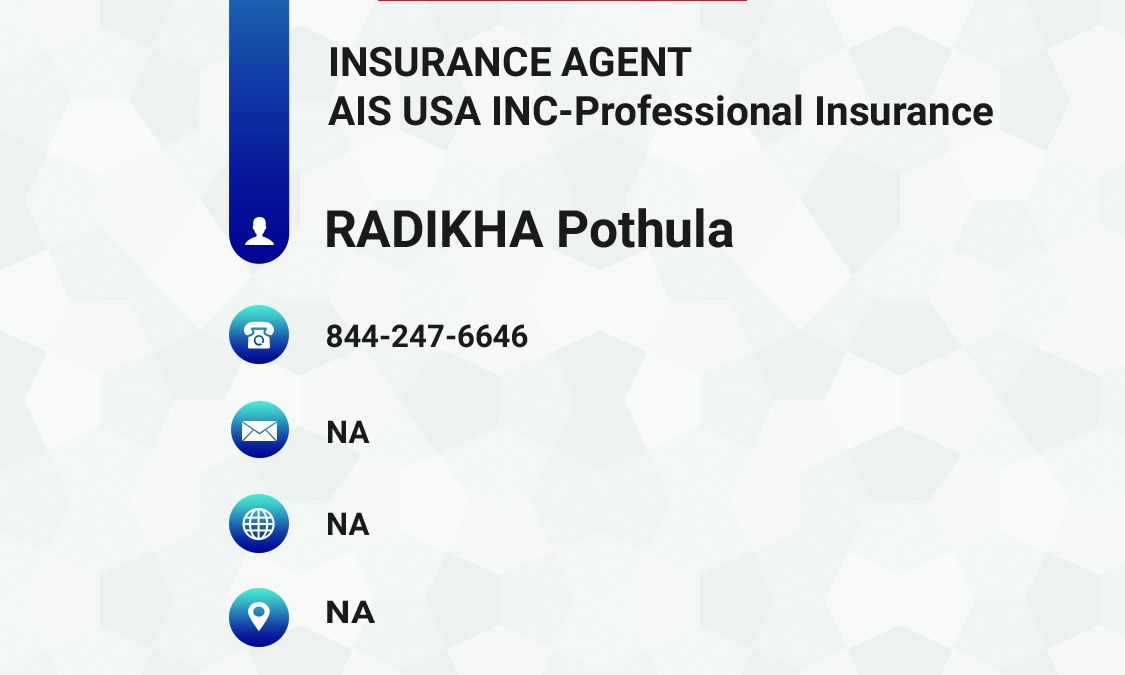 INSURANCE AGENT
AIS USA INC-Professional Insurance
RADIKHA Pothula
844-247-6646
NA
NA
NA